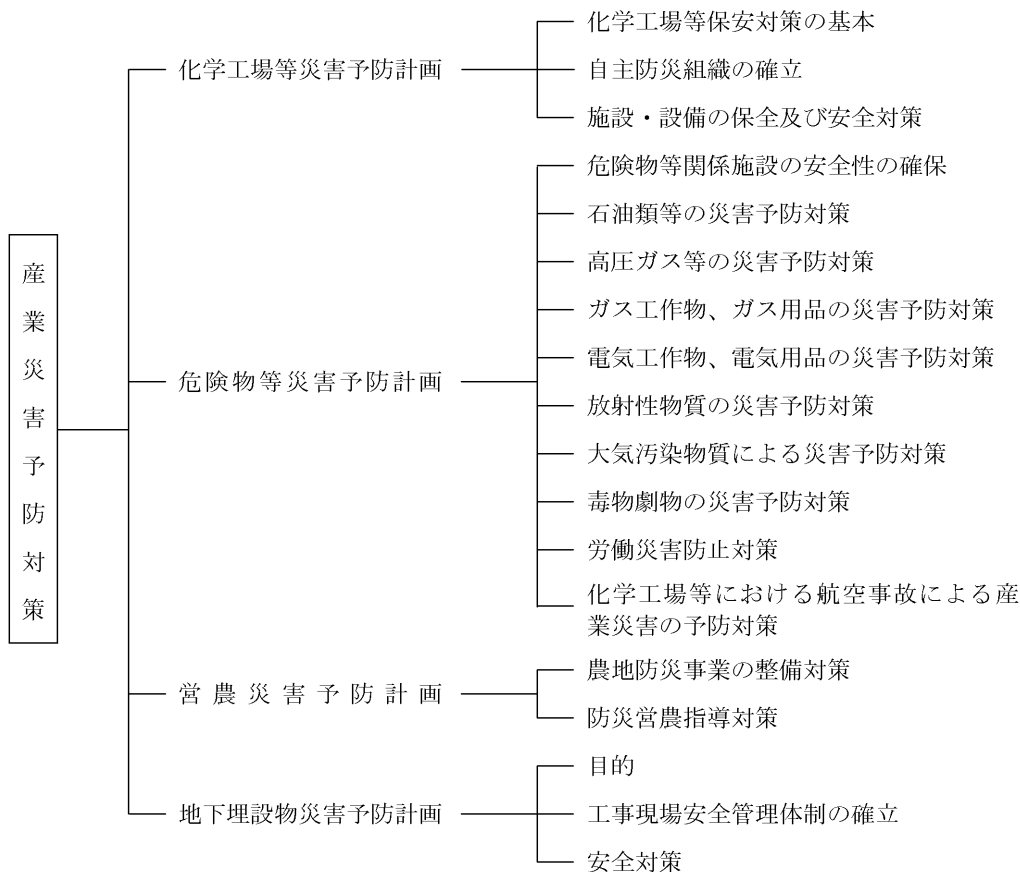 産業災害予防対策
化学工場等災害予防計画
化学工場等保安対策の基本
自主防災組織の確立
施設・設備の保全及び安全対策
危険物等災害予防計画
危険物等関係施設の安全性の確保
石油類等の災害予防対策
高圧ガス等の災害予防対策
ガス工作物、ガス用品の災害予防対策
電気工作物、電気用品の災害予防対策
放射性物質の災害予防対策
大気汚染物質による災害予防対策
毒物劇物の災害予防対策
労働災害防止対策
化学工場等における航空事故による産
業災害の予防対策
営農災害予防計画
農地防災事業の整備対策
防災営農指導対策
地下埋設物災害予防計画
目的
工事現場安全管理体制の確立
安全対策